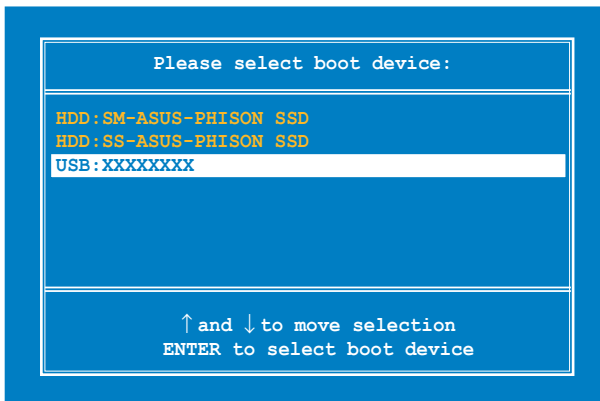 Please select boot device:
HDD:SM-ASUS-PHISON SSD
HDD:SS-ASUS-PHISON SSD
USB:XXXXXXXX
↑ and ↓ to move selection
ENTER to select boot device